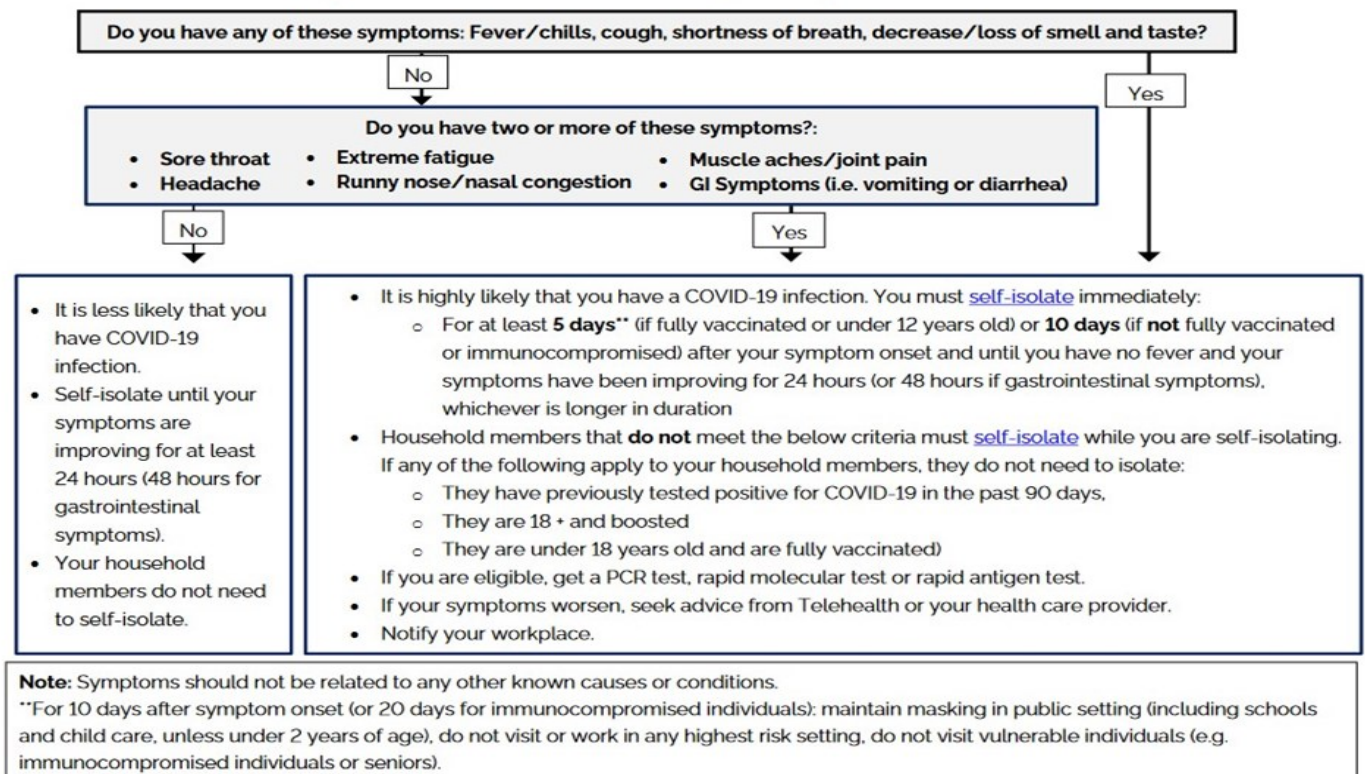 Do you have any of these symptoms: Fever/chills, cough, shortness of breath, decrease/loss of smell and taste?
No
Yes
Do you have two or more of these symptoms?:
• Sore throat • Extreme fatigue • Muscle aches/joint pain
• Headache • Runny nose/nasal congestion • GI Symptoms (i.e. vomiting or diarrhea)
No
Yes
• It is less likely that you
have COVID-19
infection.
• Self-isolate until your
symptoms are
improving for at least
24 hours (48 hours for
gastrointestinal
symptoms).
• Your household
members do not need
to self-isolate.
• It is highly likely that you have a COVID-19 infection. You must self-isolate immediately:
o For at least 5 days** (if fully vaccinated or under 12 years old) or 10 days (if not fully vaccinated
or immunocompromised) after your symptom onset and until you have no fever and your
symptoms have been improving for 24 hours (or 48 hours if gastrointestinal symptoms),
whichever is longer in duration
• Household members that do not meet the below criteria must self-isolate while you are self-isolating.
If any of the following apply to your household members, they do not need to isolate:
o They have previously tested positive for COVID-19 in the past 90 days,
o They are 18 + and boosted
o They are under 18 years old and are fully vaccinated)
• If you are eligible, get a PCR test, rapid molecular test or rapid antigen test.
• If your symptoms worsen, seek advice from Telehealth or your health care provider.
• Notify your workplace.
Note: Symptoms should not be related to any other known causes or conditions.
**For 10 days after symptom onset (or 20 days for immunocompromised individuals): maintain masking in public setting (including schools
and child care, unless under 2 years of age), do not visit or work in any highest risk setting, do not visit vulnerable individuals (e.g.
immunocompromised individuals or seniors).